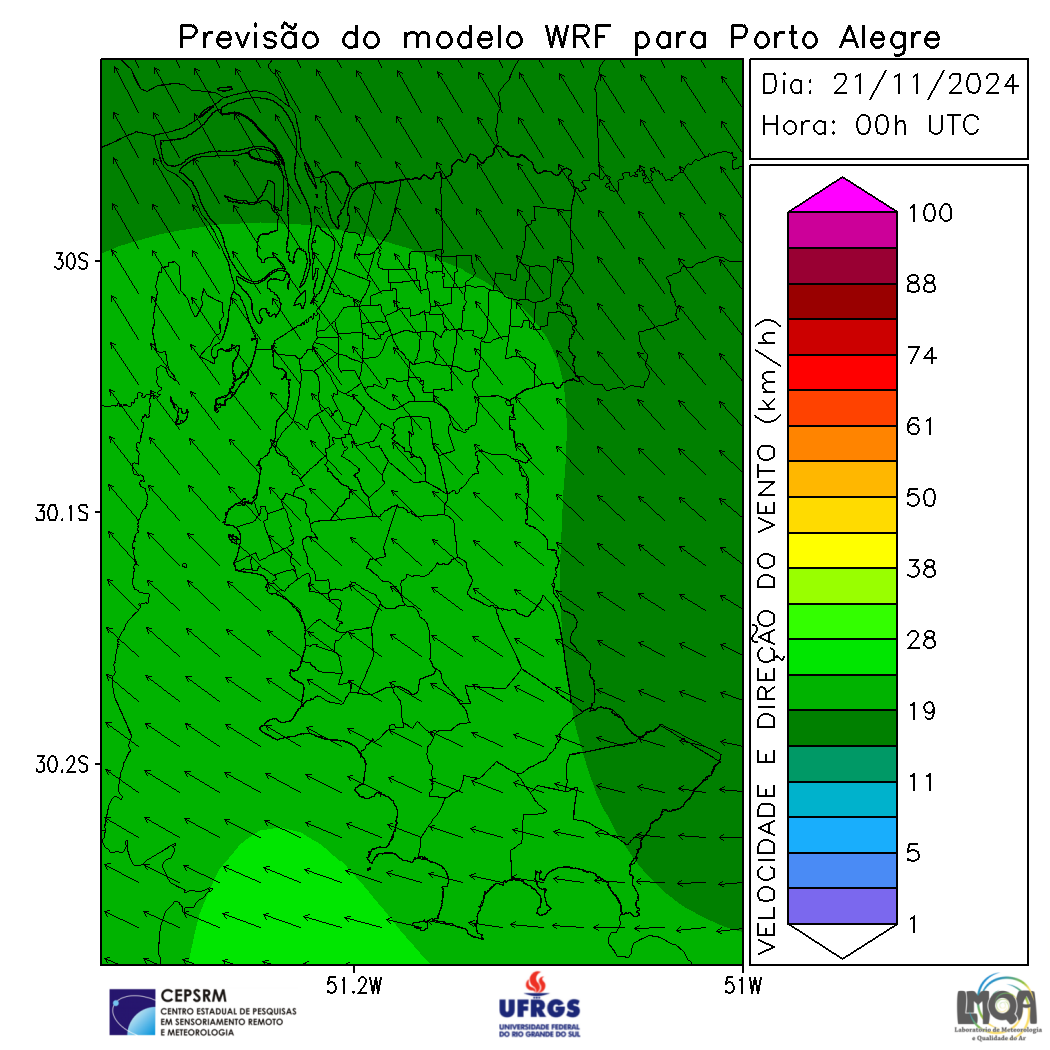 Previsão do modelo WRF para Porto Alegre
Dia: 21/11/2024
Hora: 00h UTC
30S
30.1S
30.2S
51.2W
51W
VELOCIDADE E DIREÇÃO DO VENTO (km/h)
100
88
74
61
50
38
28
19
11
5
1
CEPSRM
CENTRO ESTADUAL DE PESQUISAS
EM SENSORIAMENTO REMOTO
E METEOROLOGIA
UFRGS
UNIVERSIDADE FEDERAL
DO RIO GRANDE DO SUL
LMQA
Laboratório de Meteorologia
e Qualidade do Ar